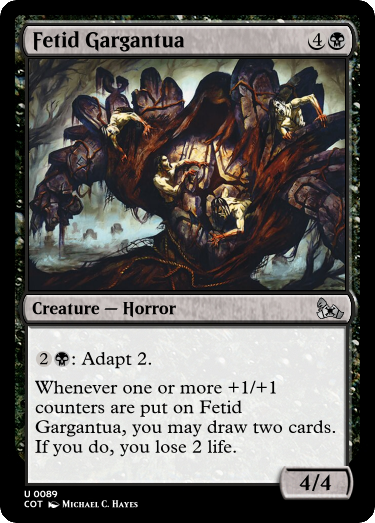 Fetid Gargantua 4
Creature — Horror
2: Adapt 2.
Whenever one or more +1/+1
counters are put on Fetid
Gargantua, you may draw two cards.
If you do, you lose 2 life.
4/4
U 0089
COT Michael C. Hayes